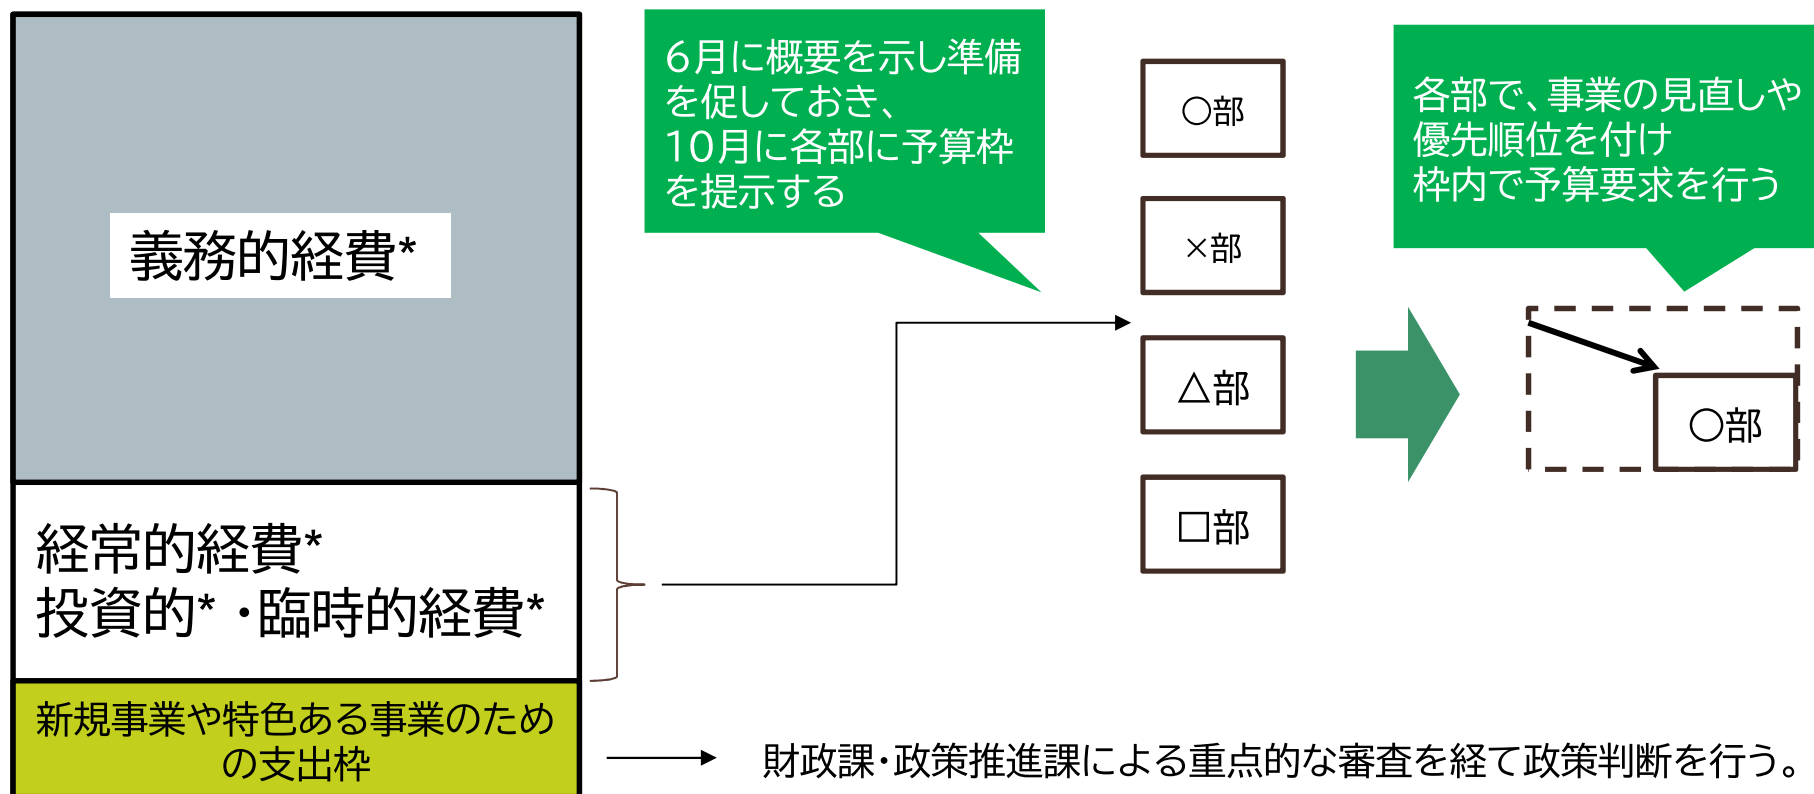 義務的経費*
経常的経費*
投資的*・臨時的経費*
新規事業や特色ある事業のため
の支出枠
6月に概要を示し準備
を促しておき、
10月に各部に予算枠
を提示する
○部
×部
△部
□部
各部で、事業の見直しや
優先順位を付け
枠内で予算要求を行う
○部
財政課・政策推進課による重点的な審査を経て政策判断を行う。